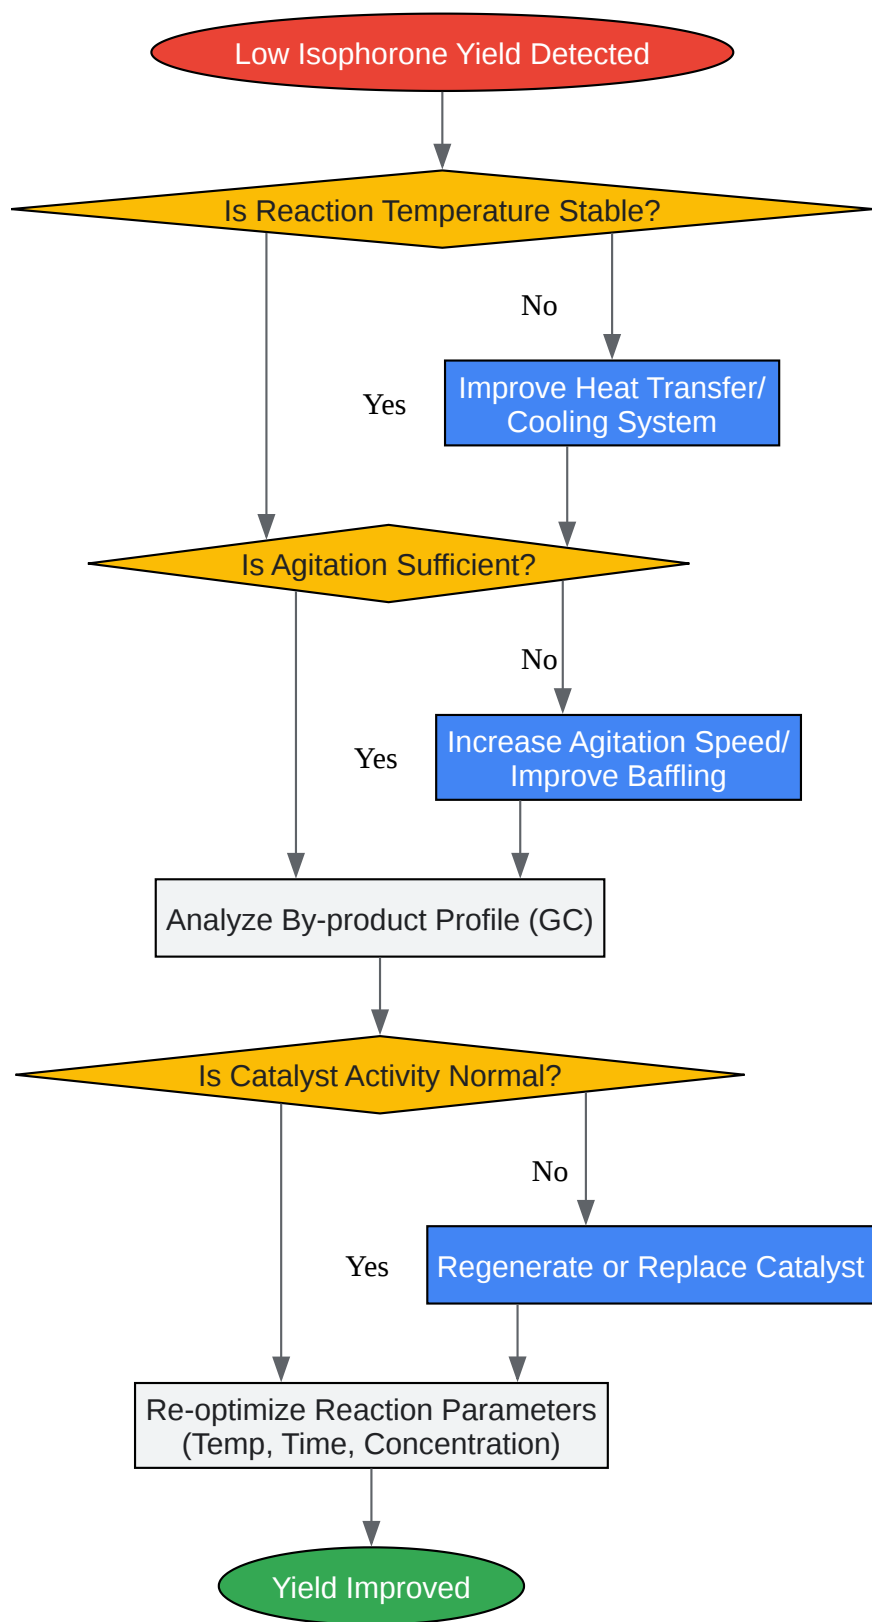 Low Isophorone Yield Detected
Is Reaction Temperature Stable?
No
Improve Heat Transfer/
Cooling System
Yes
Is Agitation Sufficient?
No
Increase Agitation Speed/
Improve Baffling
Yes
Analyze By-product Profile (GC)
Is Catalyst Activity Normal?
No
Yes
Regenerate or Replace Catalyst
Re-optimize Reaction Parameters
(Temp, Time, Concentration)
Yield Improved